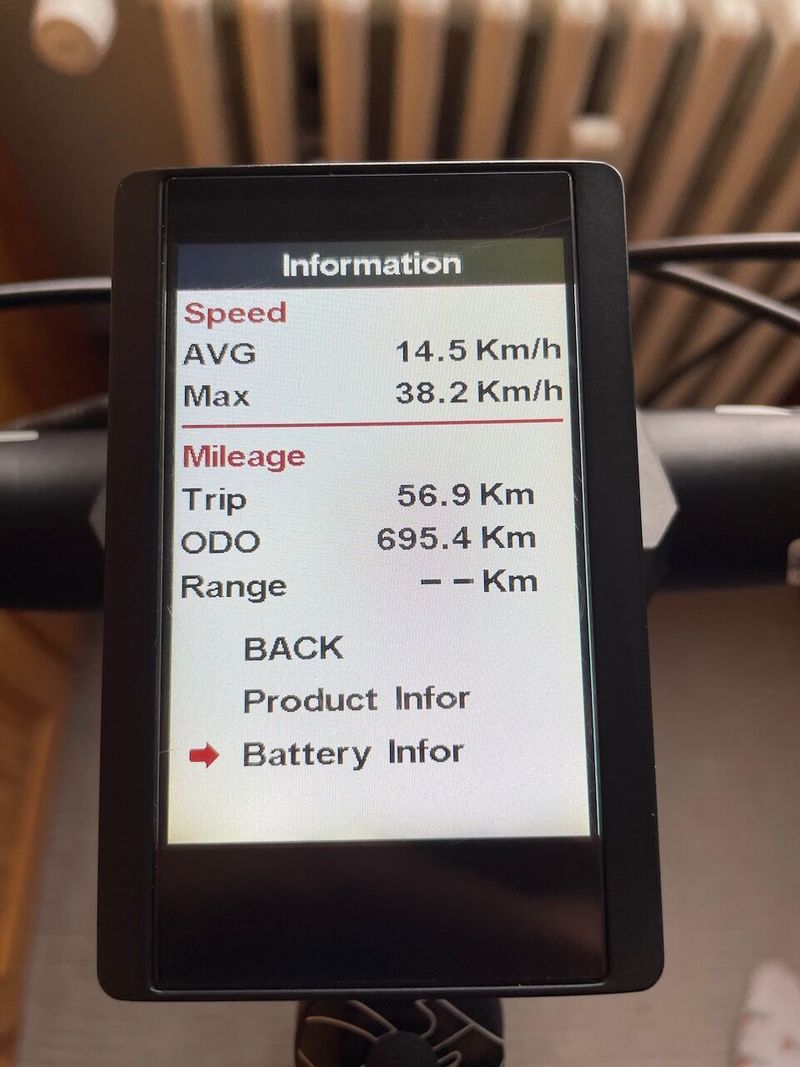 Information
Speed
AVG 14.5 Km/h
Max 38.2 Km/h
Mileage
Trip 56.9 Km
ODO 695.4 Km
Range -- Km
BACK
Product Infor
Battery Infor